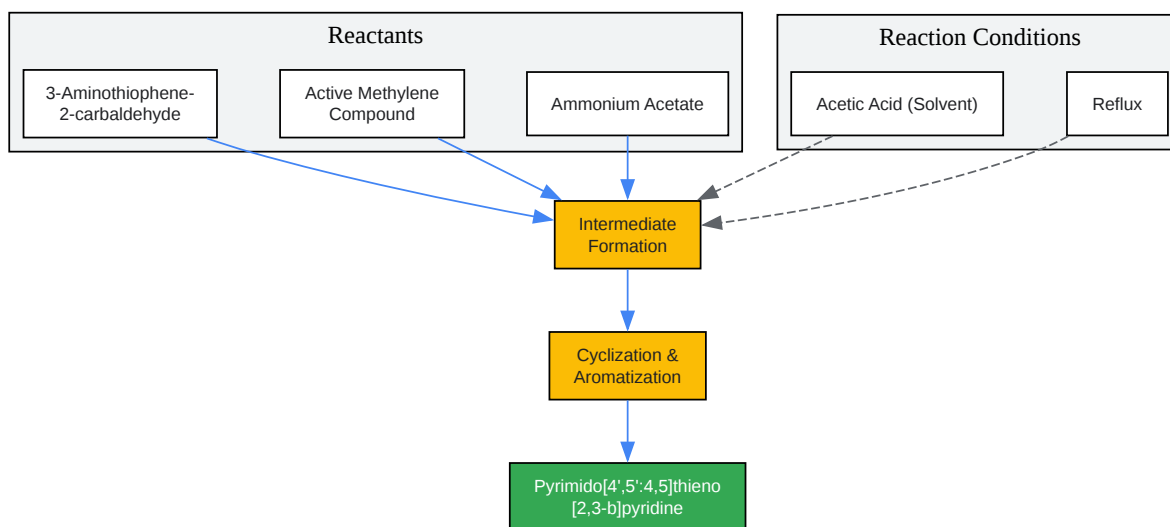 Reactants
3-Aminothiophene-
2-carbaldehyde
Active Methylene
Compound
Ammonium Acetate
Reaction Conditions
Acetic Acid (Solvent)
Reflux
Intermediate
Formation
Cyclization &
Aromatization
Pyrimido[4',5':4,5]thieno
[2,3-b]pyridine